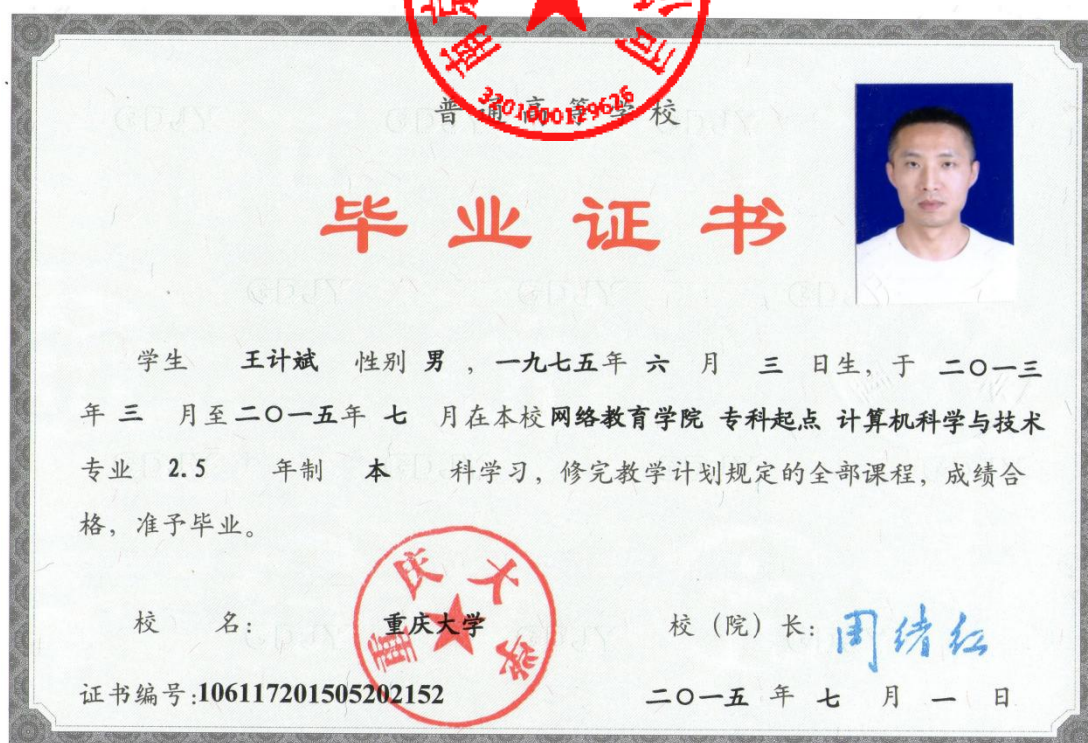 3201000129626
普通高等学校
毕业证书
学生 王计斌 性别 男 ，一九七五年 六 月 三 日生，于 二〇一三
年 三 月至二〇一五年 七 月在本校网络教育学院 专科起点 计算机科学与技术
专业 2.5 年制 本 科学习，修完教学计划规定的全部课程，成绩合
格，准予毕业。
校 名： 重庆大学 校（院）长：周绪红
重庆大学
证书编号:106117201505202152 二〇一五 年 七 月 一 日